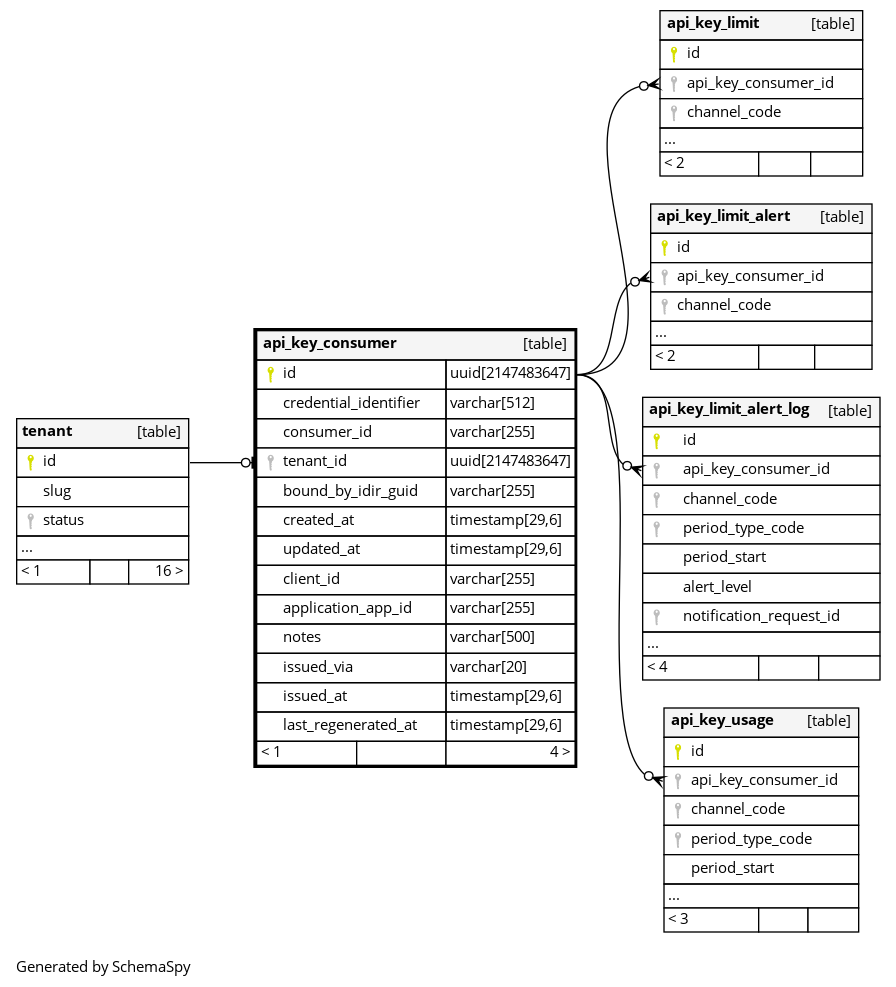 api_key_limit [table]
id
api_key_consumer_id
channel_code
...
< 2
api_key_limit_alert [table]
id
api_key_consumer_id
channel_code
...
< 2
api_key_consumer [table]
id uuid[2147483647]
credential_identifier varchar[512]
consumer_id varchar[255]
tenant_id uuid[2147483647]
bound_by_idir_guid varchar[255]
created_at timestamp[29,6]
updated_at timestamp[29,6]
client_id varchar[255]
application_app_id varchar[255]
notes varchar[500]
issued_via varchar[20]
issued_at timestamp[29,6]
last_regenerated_at timestamp[29,6]
< 1 4 >
tenant [table]
id
slug
status
...
< 1 16 >
api_key_limit_alert_log [table]
id
api_key_consumer_id
channel_code
period_type_code
period_start
alert_level
notification_request_id
...
< 4
api_key_usage [table]
id
api_key_consumer_id
channel_code
period_type_code
period_start
...
< 3
Generated by SchemaSpy